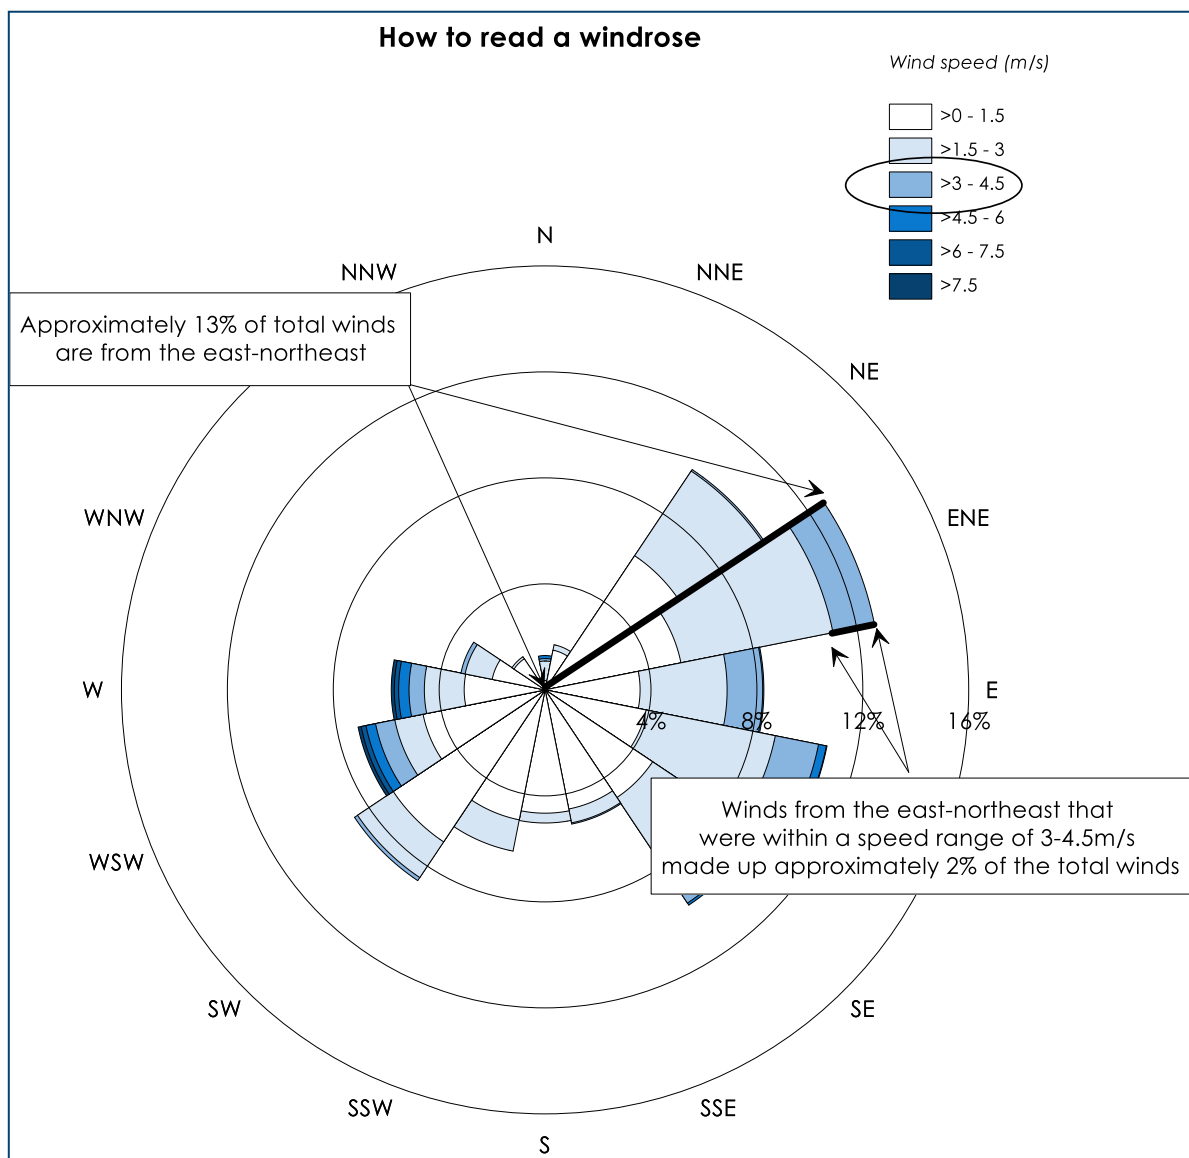 How to read a windrose
Wind speed (m/s)
>0 - 1.5
>1.5 - 3
>3 - 4.5
>4.5 - 6
>6 - 7.5
>7.5
N
NNW
NNE
Approximately 13% of total winds
are from the east-northeast
NE
WNW
ENE
W
E
4%
8%
12%
16%
Winds from the east-northeast that
were within a speed range of 3-4.5m/s
made up approximately 2% of the total winds
WSW
SW
SE
SSW
SSE
S